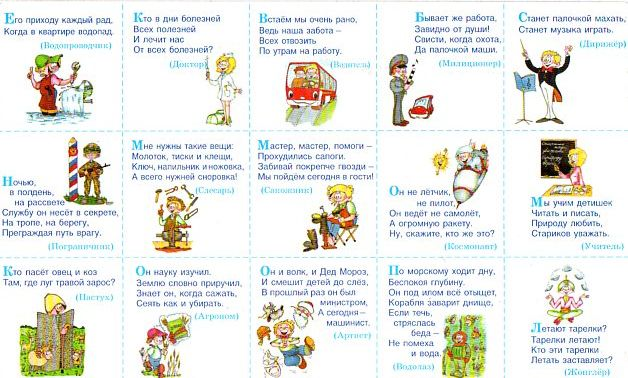 Его приходу каждый рад,
Когда в квартире водопад.
(Водопроводчик)
Кто в дни болезней
Всех полезней
И лечит нас
От всех болезней?
(Доктор)
Встаём мы очень рано,
Ведь наша забота –
Всех отвозить
По утрам на работу.
(Водитель)
Бывает же работа,
Завидно от души!
Свисти, когда охота,
Да палочкой маши.
(Милиционер)
Станет палочкой махать,
Станет музыка играть.
(Дирижёр)
Ночью,
в полдень,
на рассвете
Службу он несёт в секрете,
На тропе, на берегу,
Преграждая путь врагу.
(Пограничник)
Мне нужны такие вещи:
Молоток, тиски и клещи,
Ключ, напильник и ножовка,
А всего нужней сноровка!
(Слесарь)
Мастер, мастер, помоги –
Прохудились сапоги.
Забивай покрепче гвозди –
Мы пойдём сегодня в гости!
(Сапожник)
Он не лётчик,
не пилот,
Он ведёт не самолёт,
А огромную ракету.
Ну, скажите, кто же это?
(Космонавт)
Мы учим детишек
Читать и писать,
Природу любить,
Стариков уважать.
(Учитель)
Кто пасёт овец и коз
Там, где луг травой зарос?
(Пастух)
Он науку изучил.
Землю словно приручил,
Знает он, когда сажать,
Сеять как и убирать.
(Агроном)
Он и волк, и Дед Мороз,
И смешит детей до слёз,
В прошлый раз он был
министром,
А сегодня –
машинист.
(Артист)
По морскому ходит дну,
Беспокоя глубину.
Он под илом всё отыщет,
Корабля заварит днище,
Если течь,
стряслась
беда –
Не помеха
и вода.
(Водолаз)
Летают тарелки?
Тарелки летают!
Кто эти тарелки
Летать заставляет?
(Жонглёр)